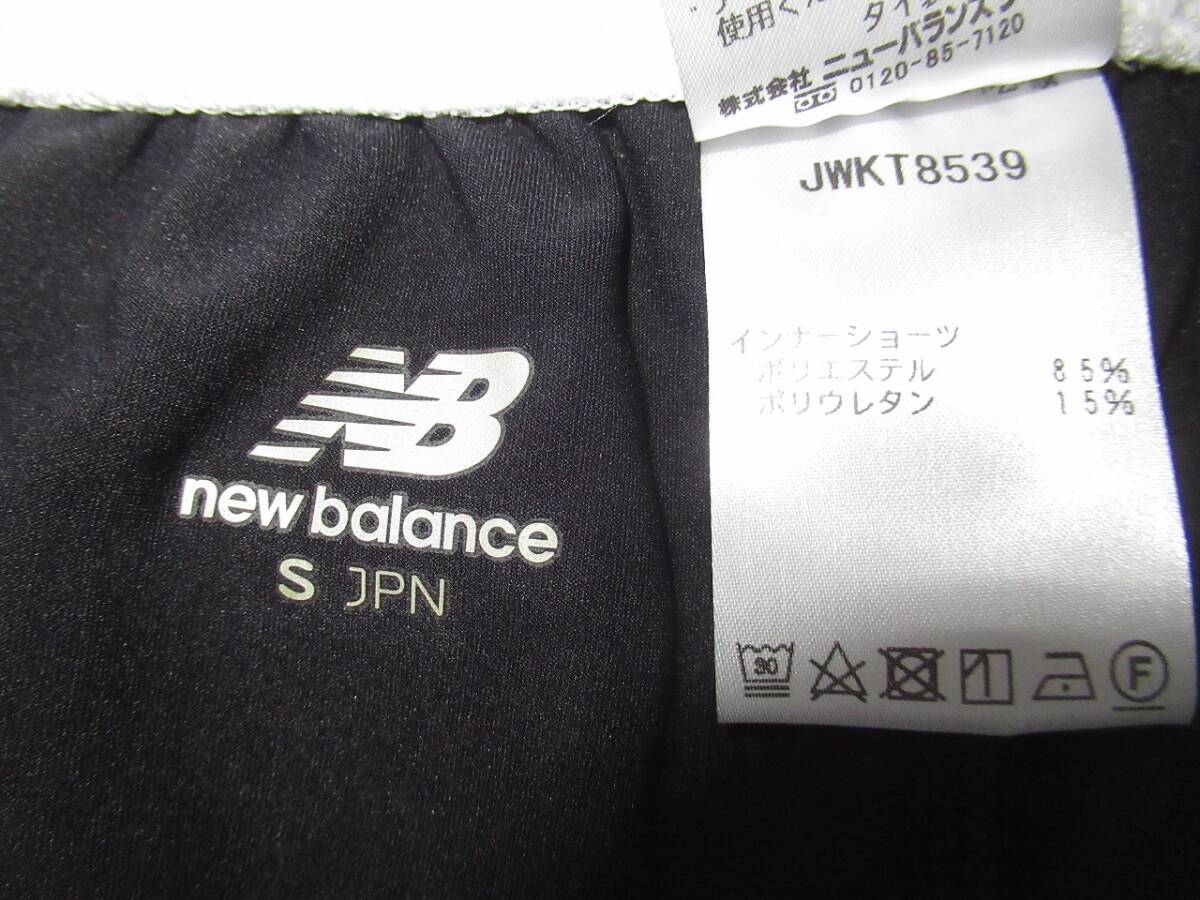 使用く
タイ
株式会社 ニューバランス
0120-85-7120
JWKT8539
インナーショーツ
ポリエステル 85%
ポリウレタン 15%
30
F
NB
new balance
S JPN